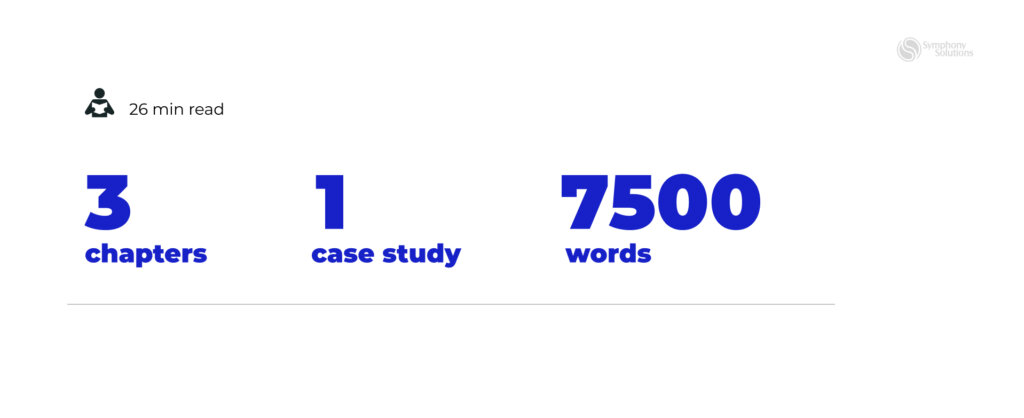 Symphony
Solutions
26 min read
3
chapters
1
case study
7500
words